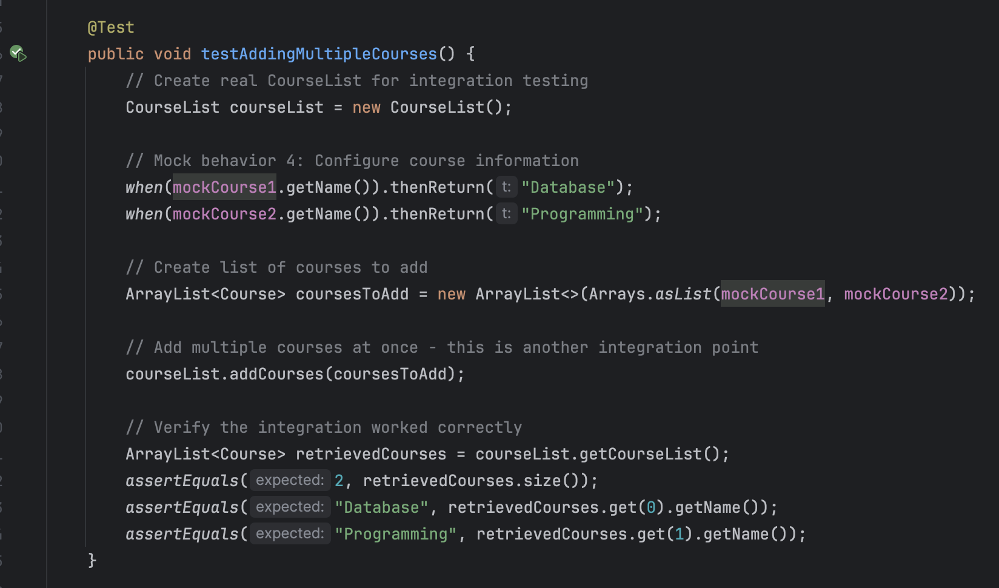 @Test
public void testAddingMultipleCourses() {
// Create real CourseList for integration testing
CourseList courseList = new CourseList();
// Mock behavior 4: Configure course information
when(mockCourse1.getName()).thenReturn( t: "Database");
when(mockCourse2.getName()).thenReturn( t: "Programming");
// Create list of courses to add
ArrayList<Course> coursesToAdd = new ArrayList<>(Arrays.asList(mockCourse1, mockCourse2));
// Add multiple courses at once - this is another integration point
courseList.addCourses(coursesToAdd);
// Verify the integration worked correctly
ArrayList<Course> retrievedCourses = courseList.getCourseList();
assertEquals( expected: 2, retrievedCourses.size());
assertEquals( expected: "Database", retrievedCourses.get(0).getName());
assertEquals( expected: "Programming", retrievedCourses.get(1).getName());
}